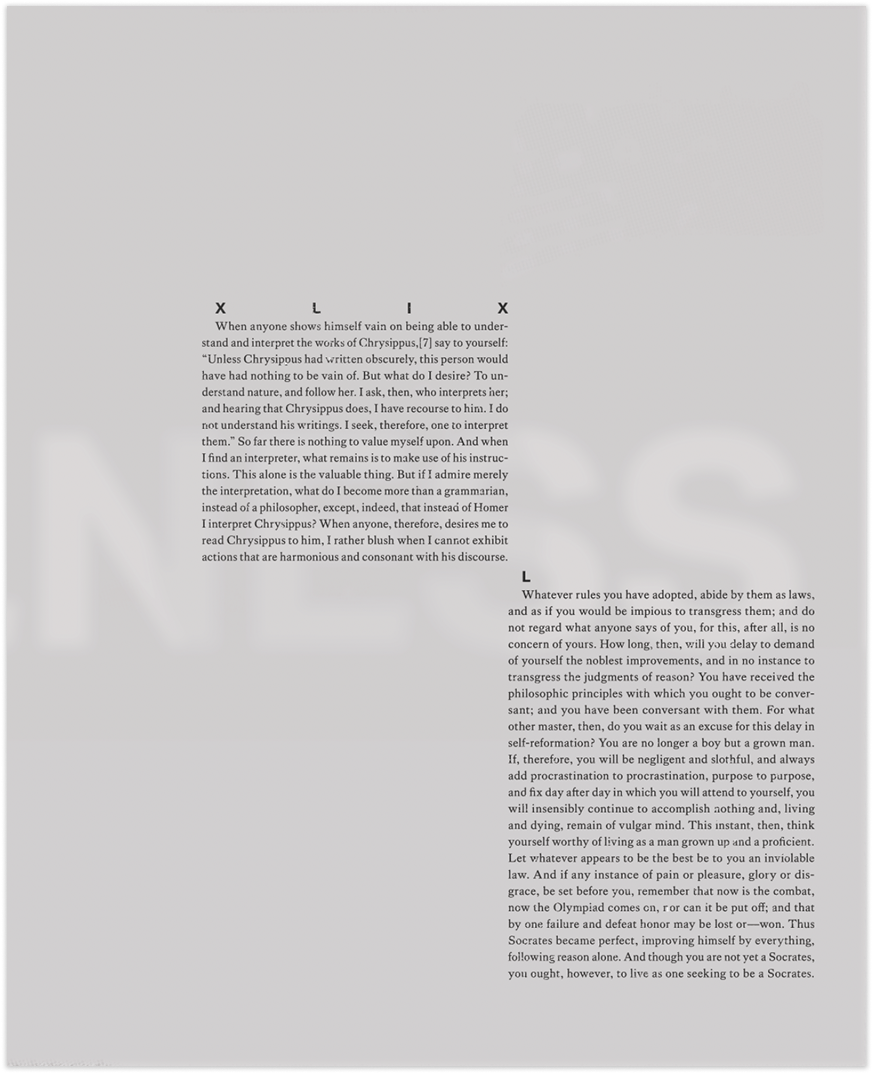 X L I X
When anyone shows himself vain on being able to under-
stand and interpret the works of Chrysippus,[7] say to yourself:
“Unless Chrysippus had written obscurely, this person would
have had nothing to be vain of. But what do I desire? To un-
derstand nature, and follow her. I ask, then, who interprets her;
and hearing that Chrysippus does, I have recourse to him. I do
not understand his writings. I seek, therefore, one to interpret
them.” So far there is nothing to value myself upon. And when
I find an interpreter, what remains is to make use of his instruc-
tions. This alone is the valuable thing. But if I admire merely
the interpretation, what do I become more than a grammarian,
instead of a philosopher, except, indeed, that instead of Homer
I interpret Chrysippus? When anyone, therefore, desires me to
read Chrysippus to him, I rather blush when I cannot exhibit
actions that are harmonious and consonant with his discourse.
L
Whatever rules you have adopted, abide by them as laws,
and as if you would be impious to transgress them; and do
not regard what anyone says of you, for this, after all, is no
concern of yours. How long, then, will you delay to demand
of yourself the noblest improvements, and in no instance to
transgress the judgments of reason? You have received the
philosophic principles with which you ought to be conver-
sant; and you have been conversant with them. For what
other master, then, do you wait as an excuse for this delay in
self-reformation? You are no longer a boy but a grown man.
If, therefore, you will be negligent and slothful, and always
add procrastination to procrastination, purpose to purpose,
and fix day after day in which you will attend to yourself, you
will insensibly continue to accomplish nothing and, living
and dying, remain of vulgar mind. This instant, then, think
yourself worthy of living as a man grown up and a proficient.
Let whatever appears to be the best be to you an inviolable
law. And if any instance of pain or pleasure, glory or dis-
grace, be set before you, remember that now is the combat,
now the Olympiad comes on, nor can it be put off; and that
by one failure and defeat honor may be lost or—won. Thus
Socrates became perfect, improving himself by everything,
following reason alone. And though you are not yet a Socrates,
you ought, however, to live as one seeking to be a Socrates.
NESS